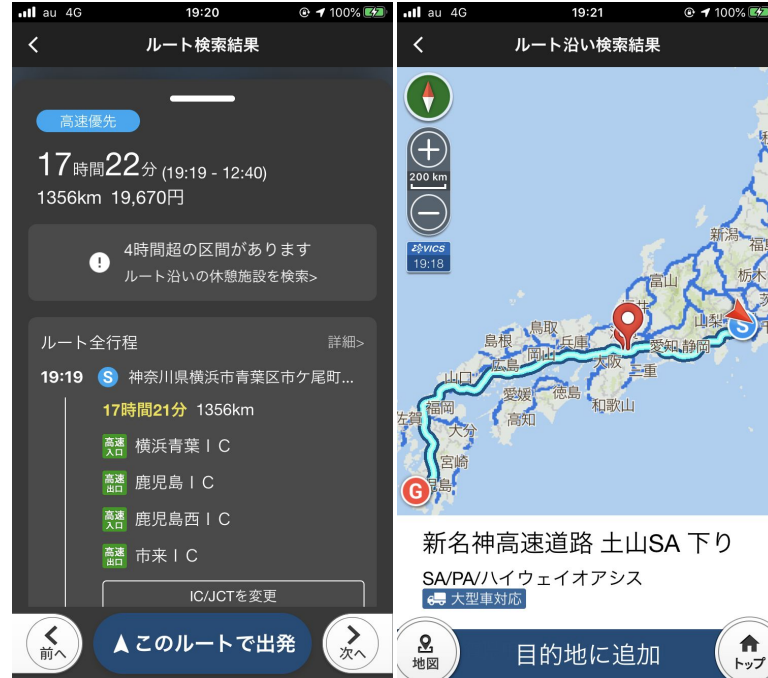 au 4G 19:20 100%
ルート検索結果
高速優先
17時間22分 (19:19 - 12:40)
1356km 19,670円
4時間超の区間があります
ルート沿いの休憩施設を検索>
ルート全行程 詳細>
19:19 S 神奈川県横浜市青葉区市ケ尾町...
17時間21分 1356km
高速入口 横浜青葉IC
高速出口 鹿児島IC
高速入口 鹿児島西IC
高速出口 市来IC
IC/JCTを変更
前へ
このルートで出発
次へ
au 4G 19:21 100%
ルート沿い検索結果
200 km
VICS
19:18
新潟
富山
栃木
山梨
S
鳥取
島根
兵庫
岡山
広島
大阪
愛知
静岡
三重
山口
愛媛
徳島
和歌山
福岡
高知
大分
宮崎
G
新名神高速道路 土山SA 下り
SA/PA/ハイウェイオアシス
大型車対応
地図
目的地に追加
トップ